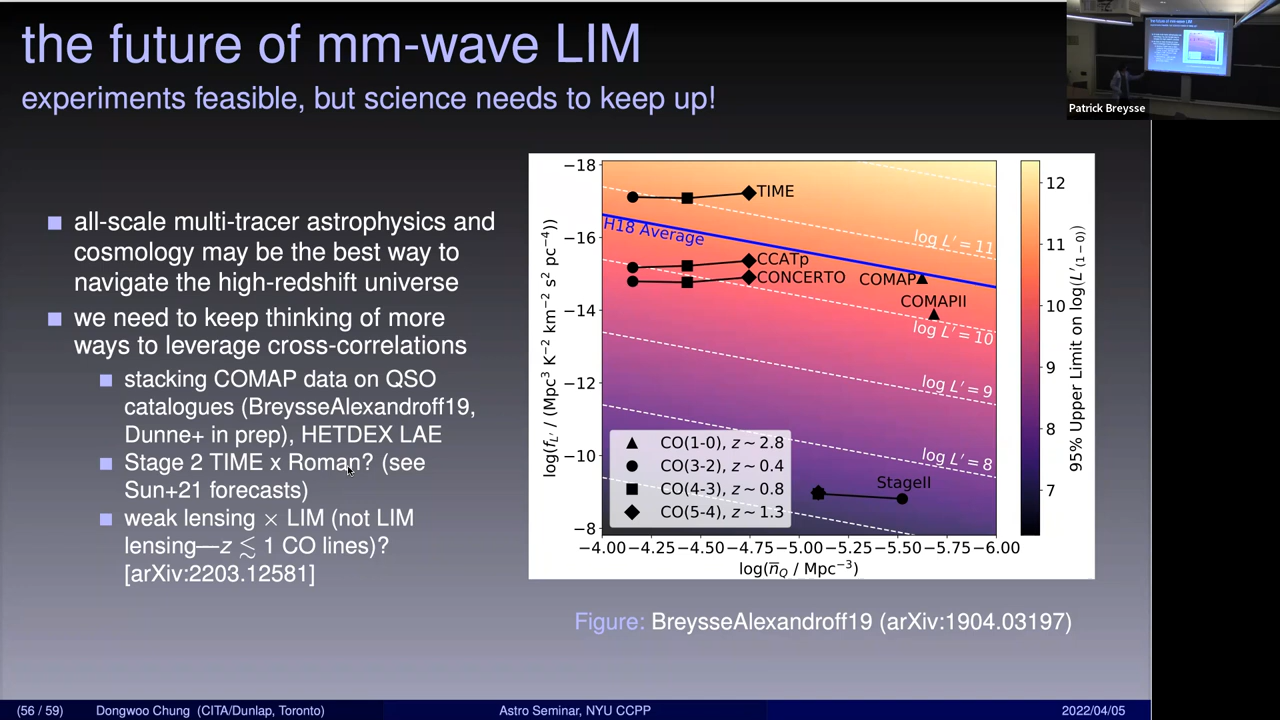 the future of mm-wave LIM
experiments feasible, but science needs to keep up!
Patrick Breysse
■ all-scale multi-tracer astrophysics and
cosmology may be the best way to
navigate the high-redshift universe
■ we need to keep thinking of more
ways to leverage cross-correlations
■ stacking COMAP data on QSO
catalogues (BreysseAlexandroff19,
Dunne+ in prep), HETDEX LAE
■ Stage 2 TIME x Roman? (see
Sun+21 forecasts)
■ weak lensing × LIM (not LIM
lensing—z ≲ 1 CO lines)?
[arXiv:2203.12581]
log(f_L′ / (Mpc³ K⁻² km⁻² s² pc⁻⁴))
−18
−16
−14
−12
−10
−8
TIME
H18 Average
log L′ = 11
CCATp
CONCERTO
COMAP
COMAPII
log L′ = 10
log L′ = 9
log L′ = 8
StageII
▲ CO(1-0), z ~ 2.8
● CO(3-2), z ~ 0.4
■ CO(4-3), z ~ 0.8
◆ CO(5-4), z ~ 1.3
−4.00 −4.25 −4.50 −4.75 −5.00 −5.25 −5.50 −5.75 −6.00
log(n̅_Q / Mpc⁻³)
12
11
10
9
8
7
95% Upper Limit on log(L′₍₁₋₀₎)
Figure: BreysseAlexandroff19 (arXiv:1904.03197)
(56 / 59) Dongwoo Chung (CITA/Dunlap, Toronto) Astro Seminar, NYU CCPP 2022/04/05